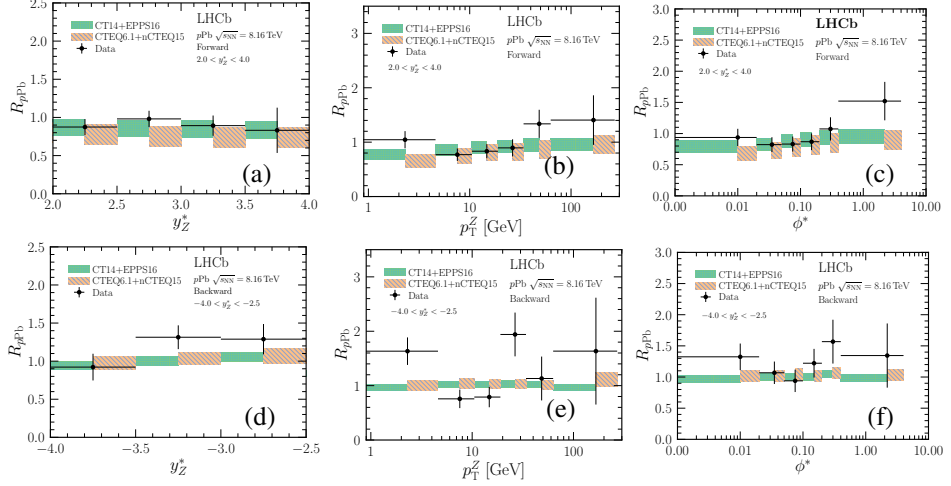 2.5
2.0
1.5
1.0
0.5
0.0
R_pPb
LHCb
CT14+EPPS16
CTEQ6.1+nCTEQ15
Data
pPb √s_NN = 8.16 TeV
Forward
2.0 < y*_Z < 4.0
(a)
2.0 2.5 3.0 3.5 4.0
y*_Z
3
2
1
0
R_pPb
LHCb
CT14+EPPS16
CTEQ6.1+nCTEQ15
Data
pPb √s_NN = 8.16 TeV
Forward
2.0 < y*_Z < 4.0
(b)
1 10 100
p_T^Z [GeV]
3.0
2.5
2.0
1.5
1.0
0.5
0.0
R_pPb
LHCb
CT14+EPPS16
CTEQ6.1+nCTEQ15
Data
pPb √s_NN = 8.16 TeV
Forward
2.0 < y*_Z < 4.0
(c)
0.00 0.01 0.10 1.00 10.00
ϕ*
2.5
2.0
1.5
1.0
0.5
0.0
R_pPb
LHCb
CT14+EPPS16
CTEQ6.1+nCTEQ15
Data
pPb √s_NN = 8.16 TeV
Backward
−4.0 < y*_Z < −2.5
(d)
−4.0 −3.5 −3.0 −2.5
y*_Z
3
2
1
0
R_pPb
LHCb
CT14+EPPS16
CTEQ6.1+nCTEQ15
Data
pPb √s_NN = 8.16 TeV
Backward
−4.0 < y*_Z < −2.5
(e)
1 10 100
p_T^Z [GeV]
3.0
2.5
2.0
1.5
1.0
0.5
0.0
R_pPb
LHCb
CT14+EPPS16
CTEQ6.1+nCTEQ15
Data
pPb √s_NN = 8.16 TeV
Backward
−4.0 < y*_Z < −2.5
(f)
0.00 0.01 0.10 1.00 10.00
ϕ*